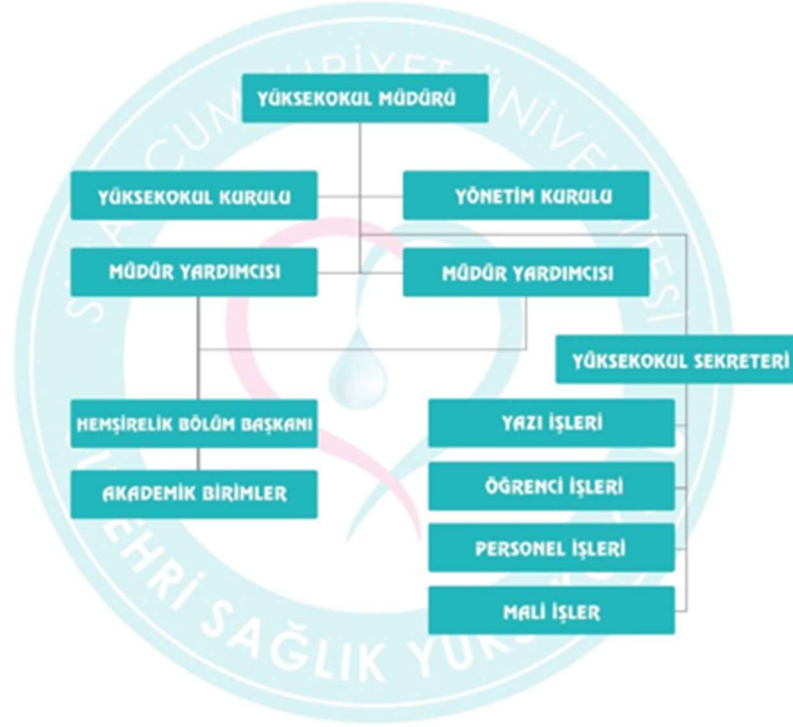 YÜKSEKOKUL MÜDÜRÜ
YÜKSEKOKUL KURULU
YÖNETİM KURULU
MÜDÜR YARDIMCISI
MÜDÜR YARDIMCISI
YÜKSEKOKUL SEKRETERİ
HEMŞİRELİK BÖLÜM BAŞKANI
YAZI İŞLERİ
AKADEMİK BİRİMLER
ÖĞRENCİ İŞLERİ
PERSONEL İŞLERİ
MALİ İŞLER
SAĞLIK